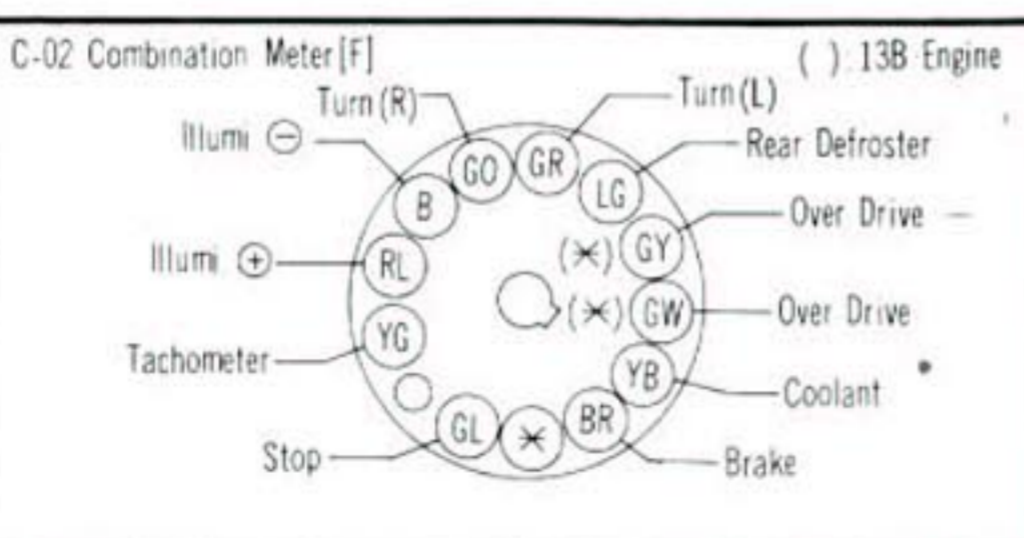 C-02 Combination Meter [F]
( ) : 13B Engine
Turn (R)
Turn (L)
Illumi ⊖
Rear Defroster
GO
GR
B
LG
Over Drive
Illumi ⊕
RL
(✳) GY
(✳) GW
Over Drive
Tachometer
YG
YB
Coolant
GL
✳
BR
Stop
Brake